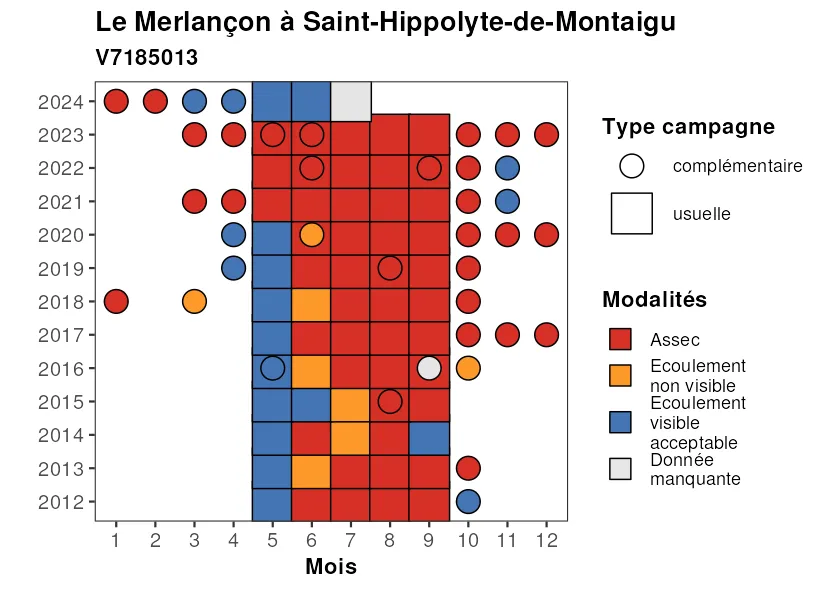 Le Merlançon à Saint-Hippolyte-de-Montaigu
V7185013
2024
2023
2022
2021
2020
2019
2018
2017
2016
2015
2014
2013
2012
1 2 3 4 5 6 7 8 9 10 11 12
Mois
Type campagne
complémentaire
usuelle
Modalités
Assec
Ecoulement
non visible
Ecoulement
visible
acceptable
Donnée
manquante